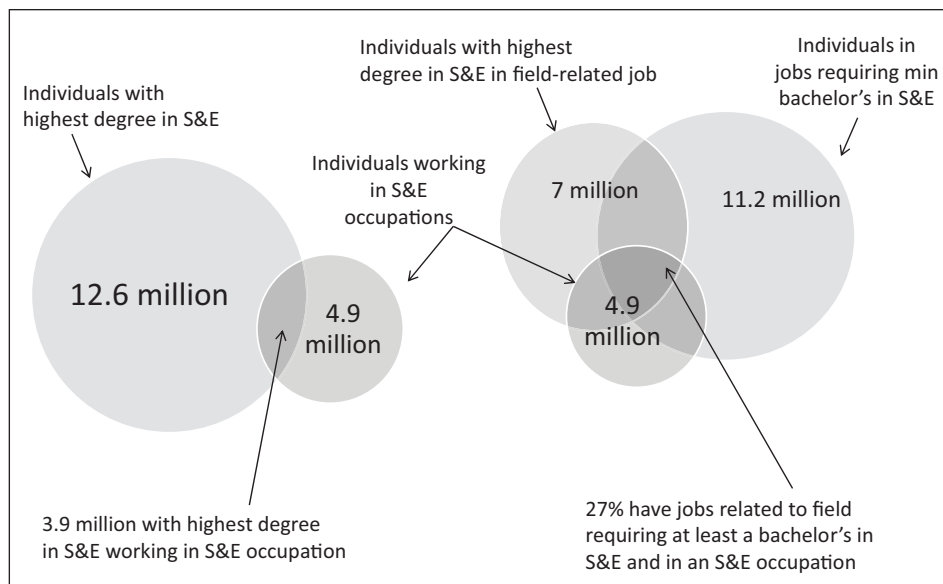 Individuals with
highest degree in S&E
12.6 million
4.9
million
3.9 million with highest degree
in S&E working in S&E occupation
Individuals working
in S&E
occupations
Individuals with highest
degree in S&E in field-related job
7 million
Individuals in
jobs requiring min
bachelor’s in S&E
11.2 million
4.9
million
27% have jobs related to field
requiring at least a bachelor’s in
S&E and in an S&E occupation